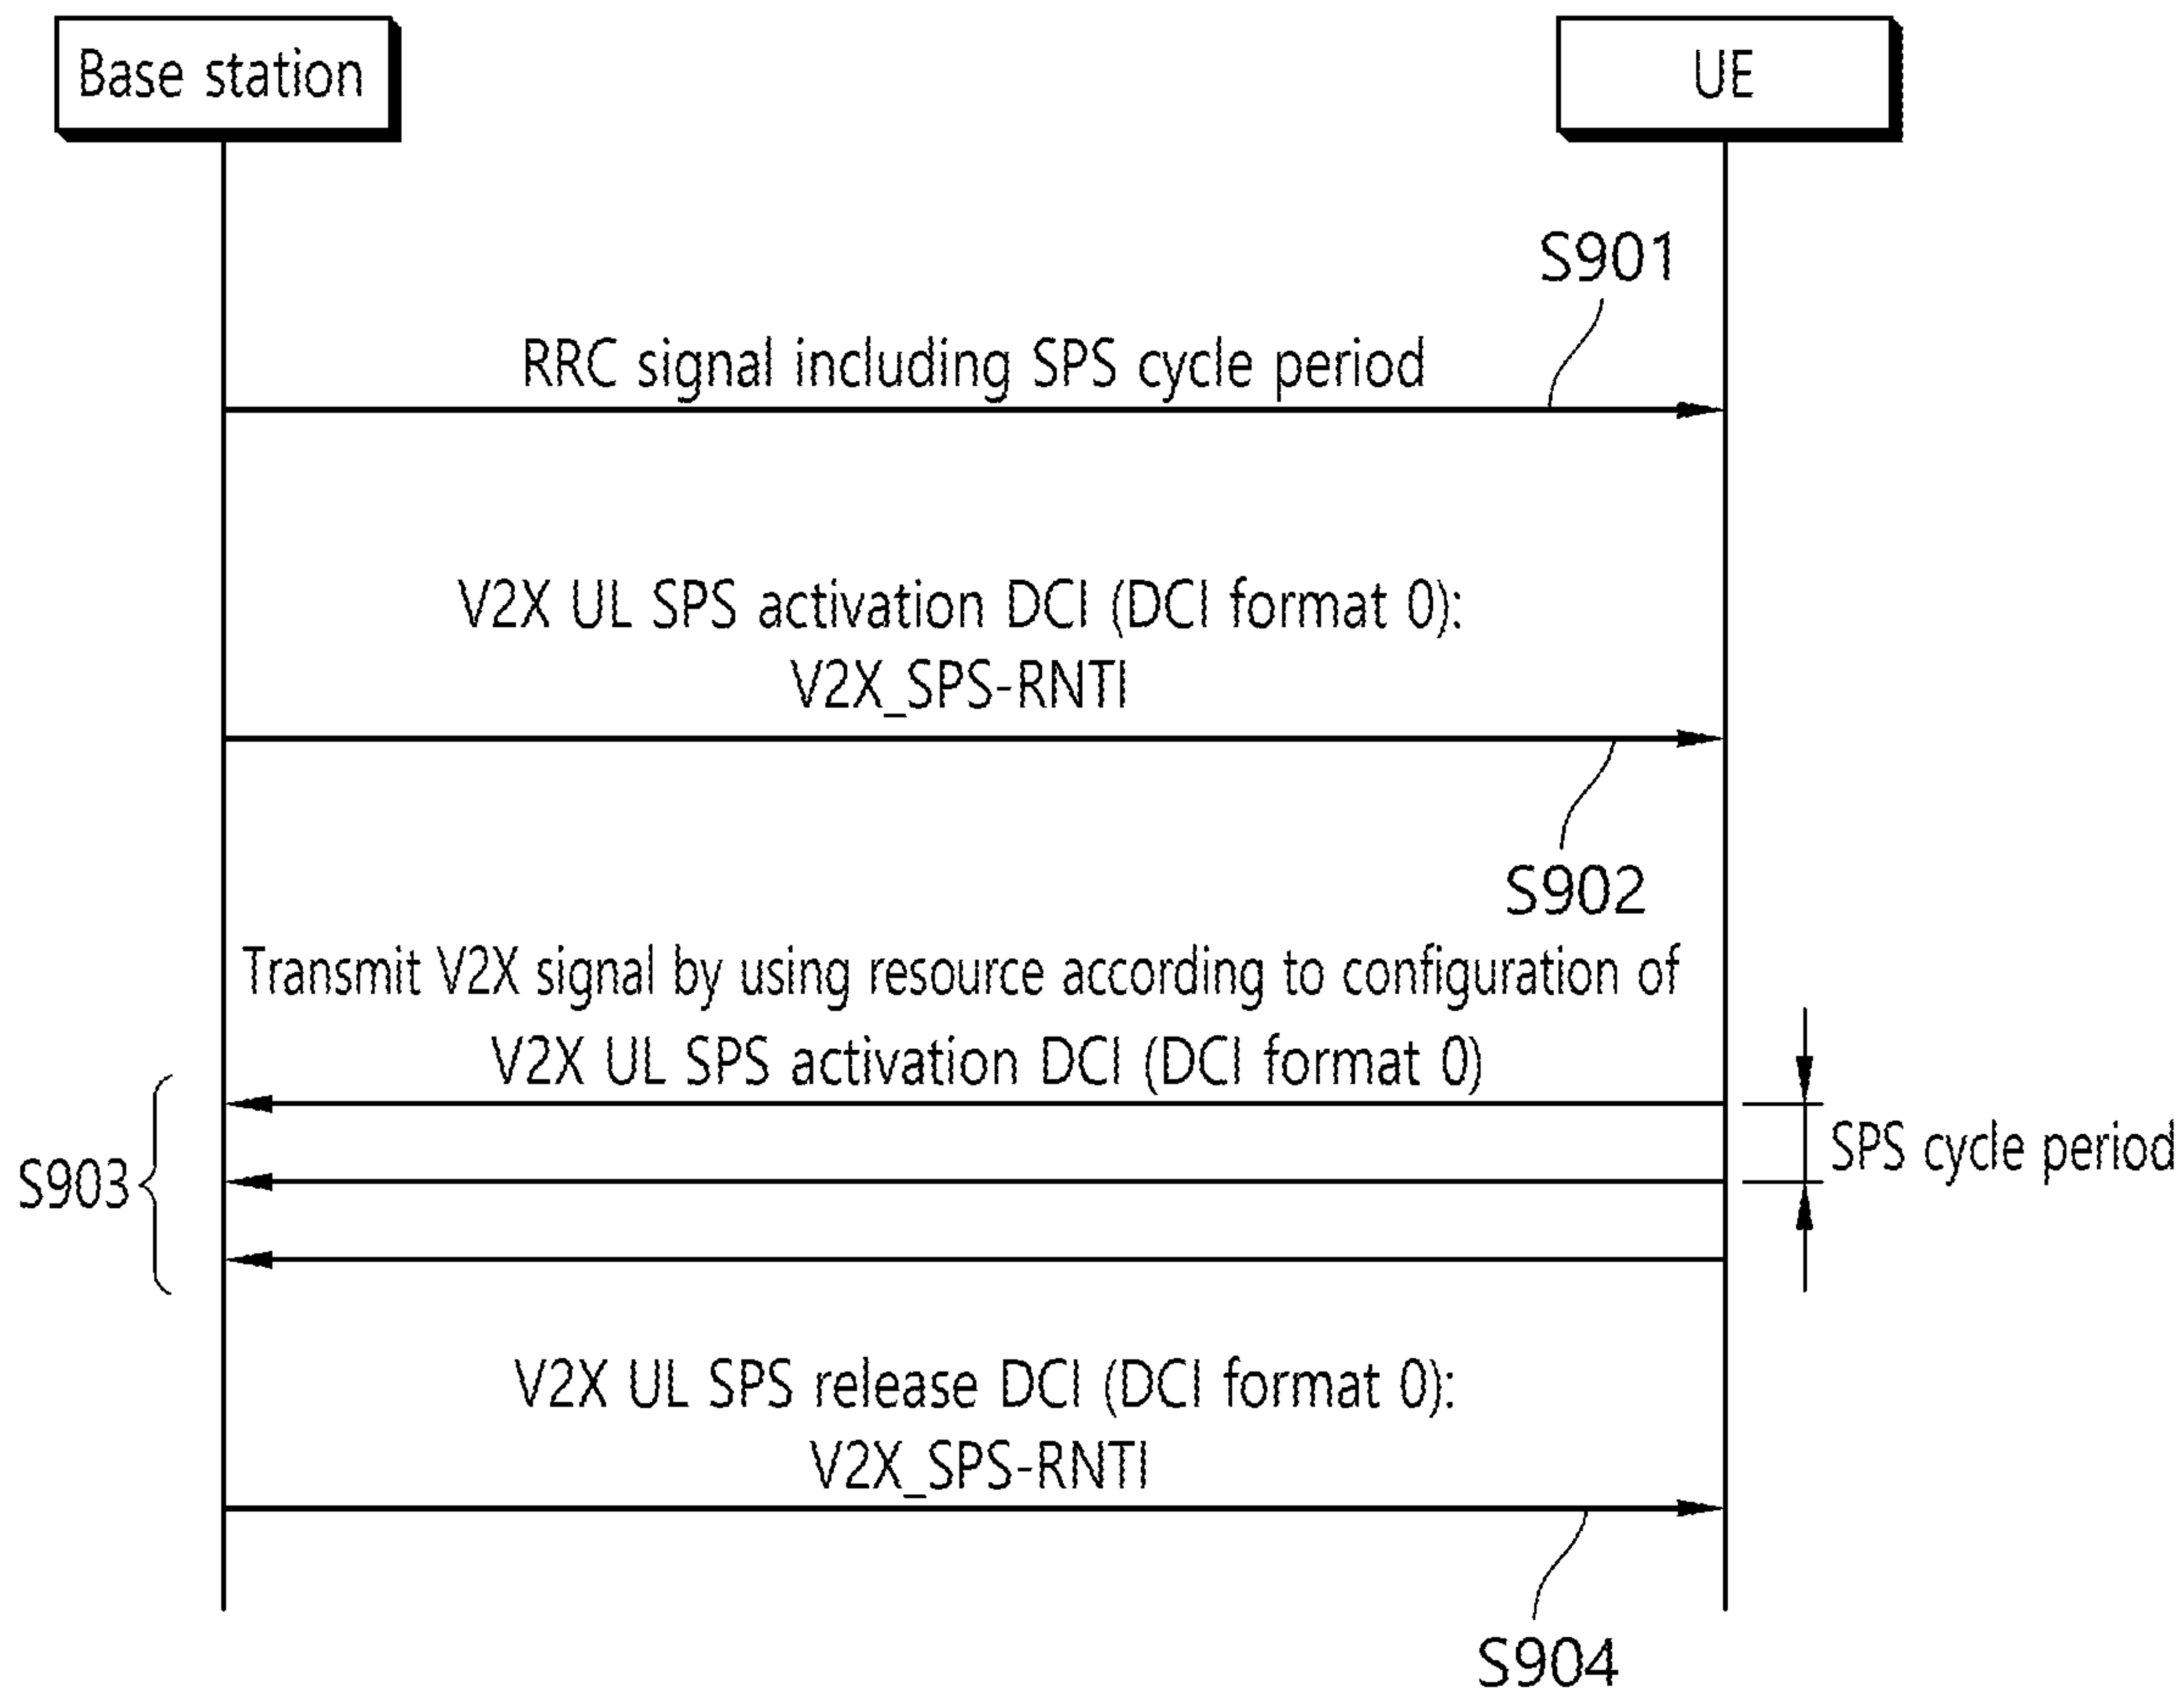 Base station
UE
S901
RRC signal including SPS cycle period
V2X UL SPS activation DCI (DCI format 0):
V2X_SPS-RNTI
S902
Transmit V2X signal by using resource according to configuration of
V2X UL SPS activation DCI (DCI format 0)
SPS cycle period
S903
V2X UL SPS release DCI (DCI format 0):
V2X_SPS-RNTI
S904